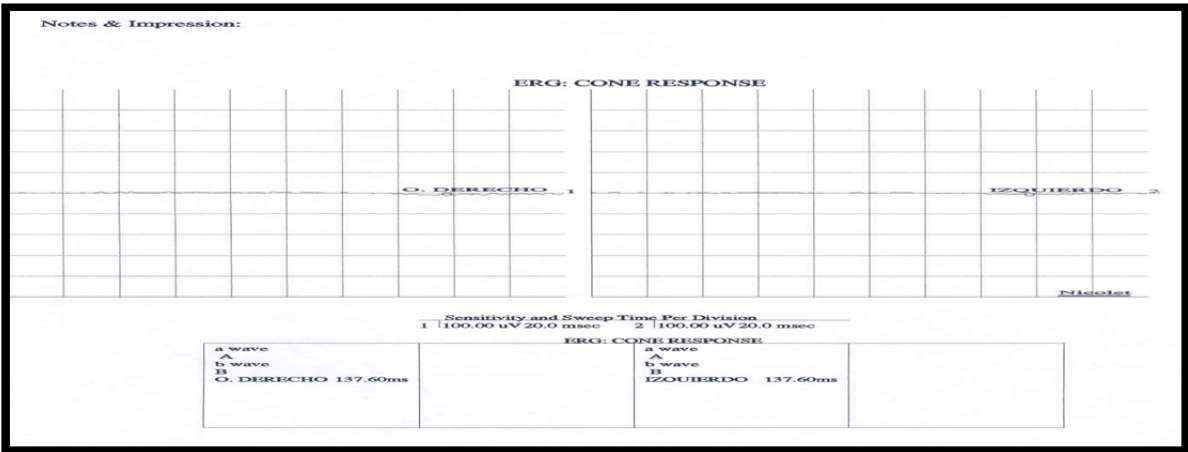 Notes & Impression:
ERG: CONE RESPONSE
O. DERECHO 1
IZQUIERDO 2
Nicolet
Sensitivity and Sweep Time Per Division
1 100.00 uV 20.0 msec 2 100.00 uV 20.0 msec
ERG: CONE RESPONSE
a wave
A
b wave
B
O. DERECHO 137.60ms
a wave
A
b wave
B
IZQUIERDO 137.60ms